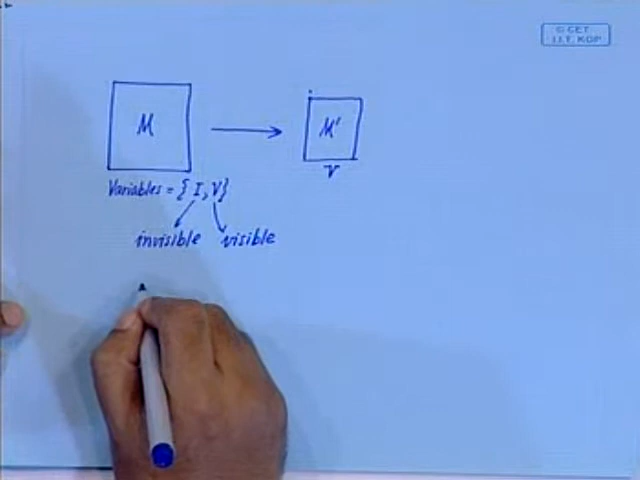 © CET
I.I.T. KGP
M → M'
V
Variables = { I, V}
invisible visible